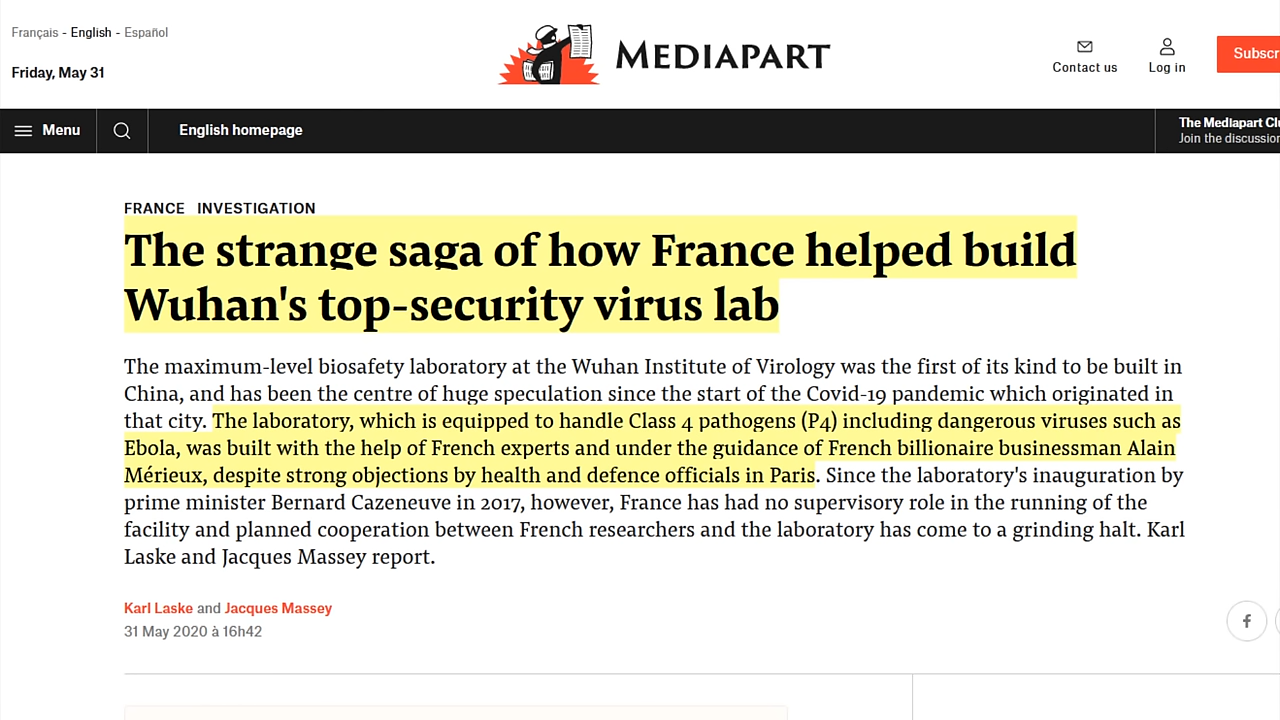 Français - English - Español
Friday, May 31
MEDIAPART
Contact us
Log in
Menu
English homepage
Join the discussion
FRANCE INVESTIGATION
The strange saga of how France helped build
Wuhan's top-security virus lab
The maximum-level biosafety laboratory at the Wuhan Institute of Virology was the first of its kind to be built in
China, and has been the centre of huge speculation since the start of the Covid-19 pandemic which originated in
that city. The laboratory, which is equipped to handle Class 4 pathogens (P4) including dangerous viruses such as
Ebola, was built with the help of French experts and under the guidance of French billionaire businessman Alain
Mérieux, despite strong objections by health and defence officials in Paris. Since the laboratory's inauguration by
prime minister Bernard Cazeneuve in 2017, however, France has had no supervisory role in the running of the
facility and planned cooperation between French researchers and the laboratory has come to a grinding halt. Karl
Laske and Jacques Massey report.
Karl Laske and Jacques Massey
31 May 2020 à 16h42
The Mediapart